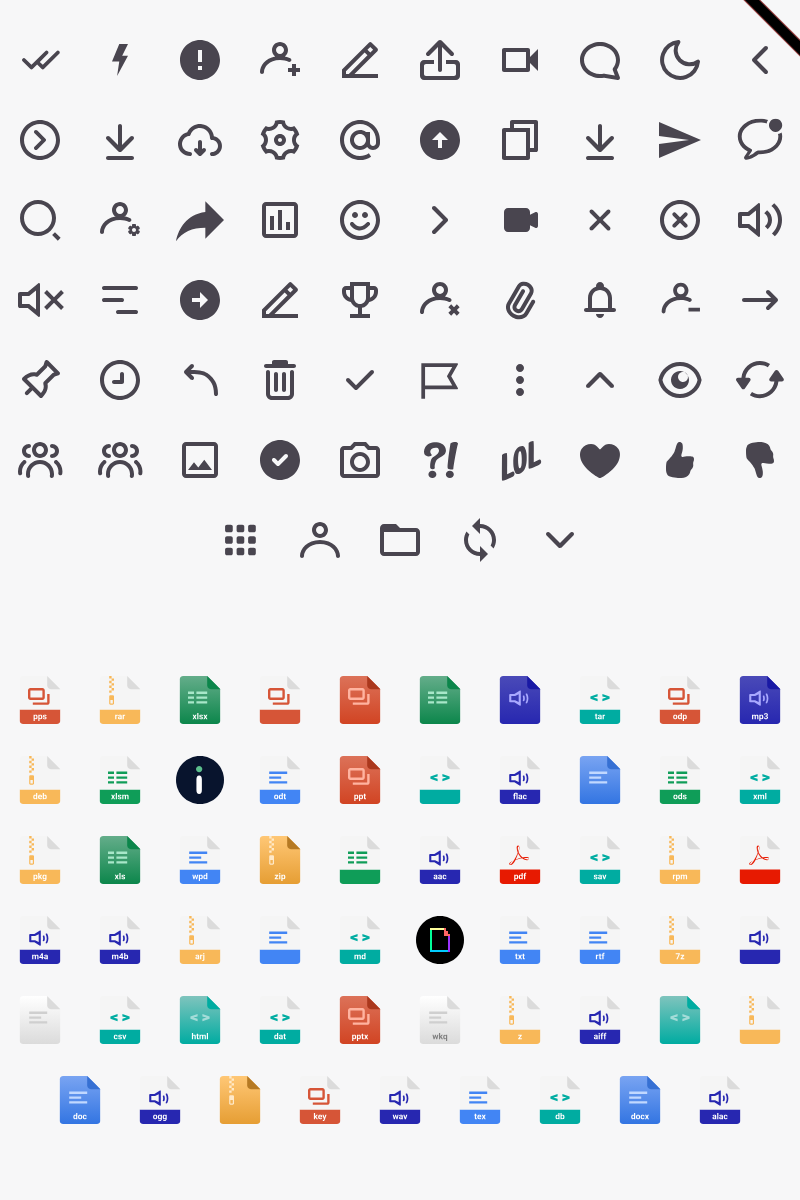 ?!
LOL
pps rar xlsx tar odp mp3
deb xlsm odt ppt flac ods xml
pkg xls wpd zip aac pdf sav rpm
m4a m4b arj md txt rtf 7z
csv html dat pptx wkq z aiff
doc ogg key wav tex db docx alac